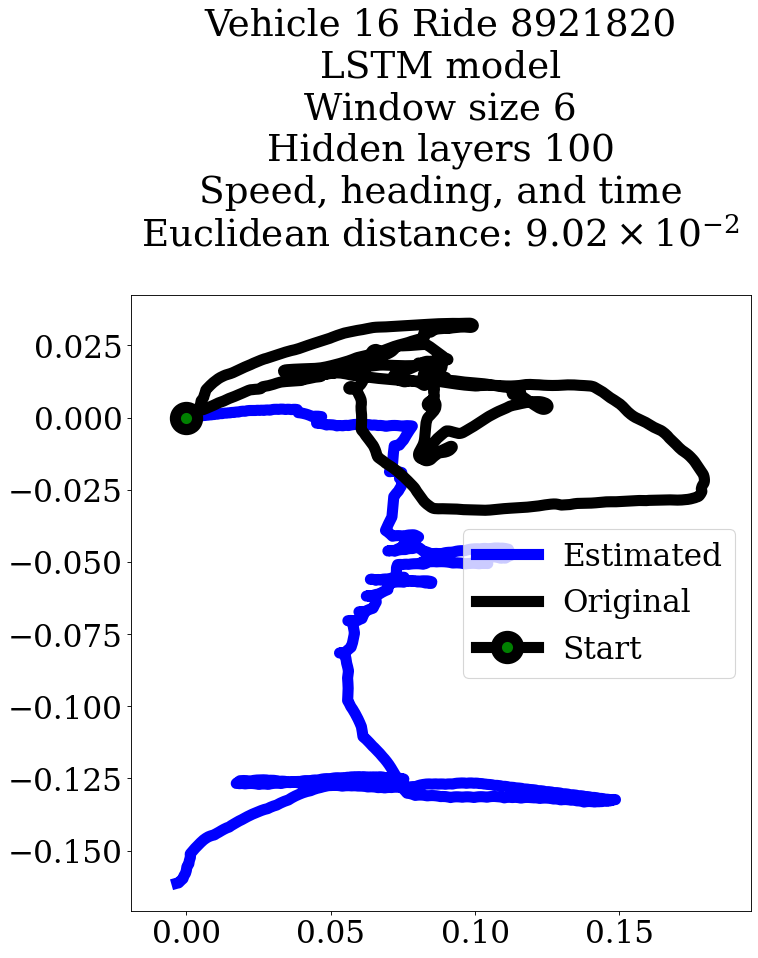 Vehicle 16 Ride 8921820
LSTM model
Window size 6
Hidden layers 100
Speed, heading, and time
Euclidean distance: 9.02 × 10⁻²
0.025
0.000
−0.025
−0.050
−0.075
−0.100
−0.125
−0.150
Estimated
Original
Start
0.00 0.05 0.10 0.15